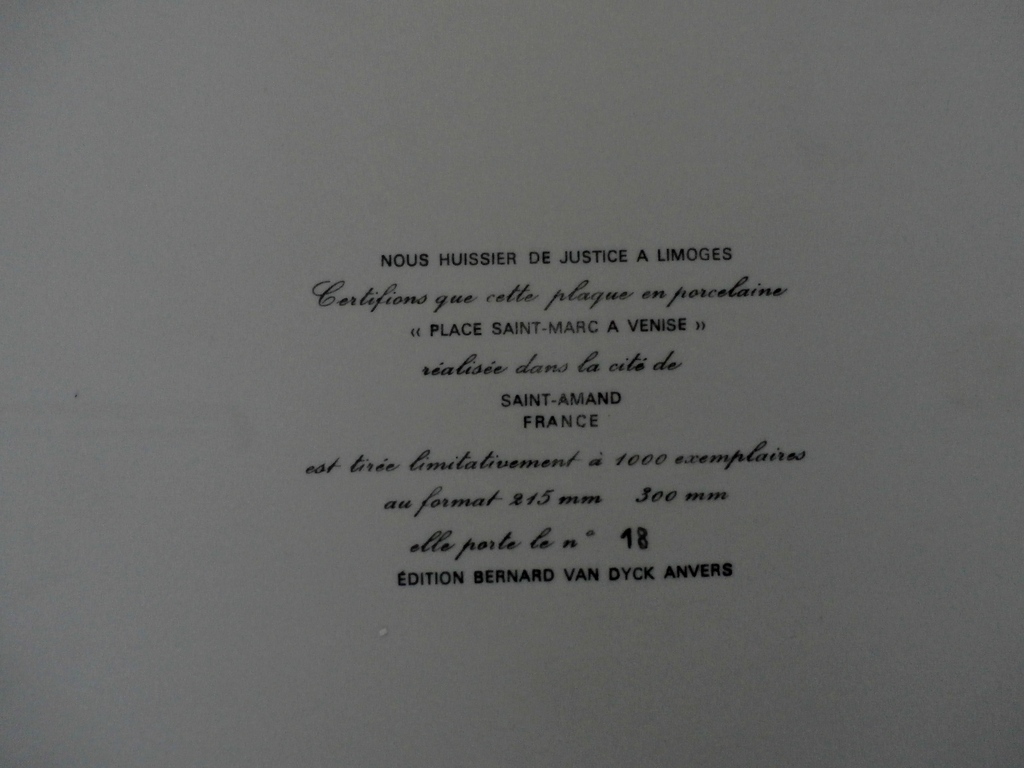 NOUS HUISSIER DE JUSTICE A LIMOGES
Certifions que cette plaque en porcelaine
« PLACE SAINT-MARC A VENISE »
réalisée dans la cité de
SAINT-AMAND
FRANCE
est tirée limitativement à 1000 exemplaires
au format 215 mm 300 mm
elle porte le n° 18
ÉDITION BERNARD VAN DYCK ANVERS